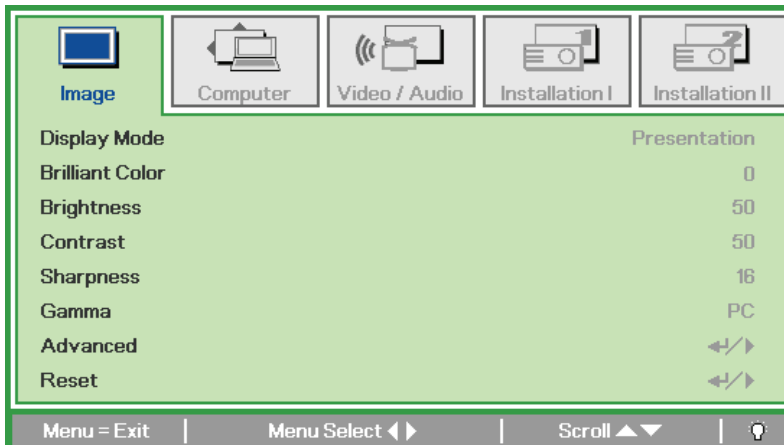 Image Computer Video / Audio Installation I Installation II
Display Mode Presentation
Brilliant Color 0
Brightness 50
Contrast 50
Sharpness 16
Gamma PC
Advanced
Reset
Menu = Exit Menu Select Scroll